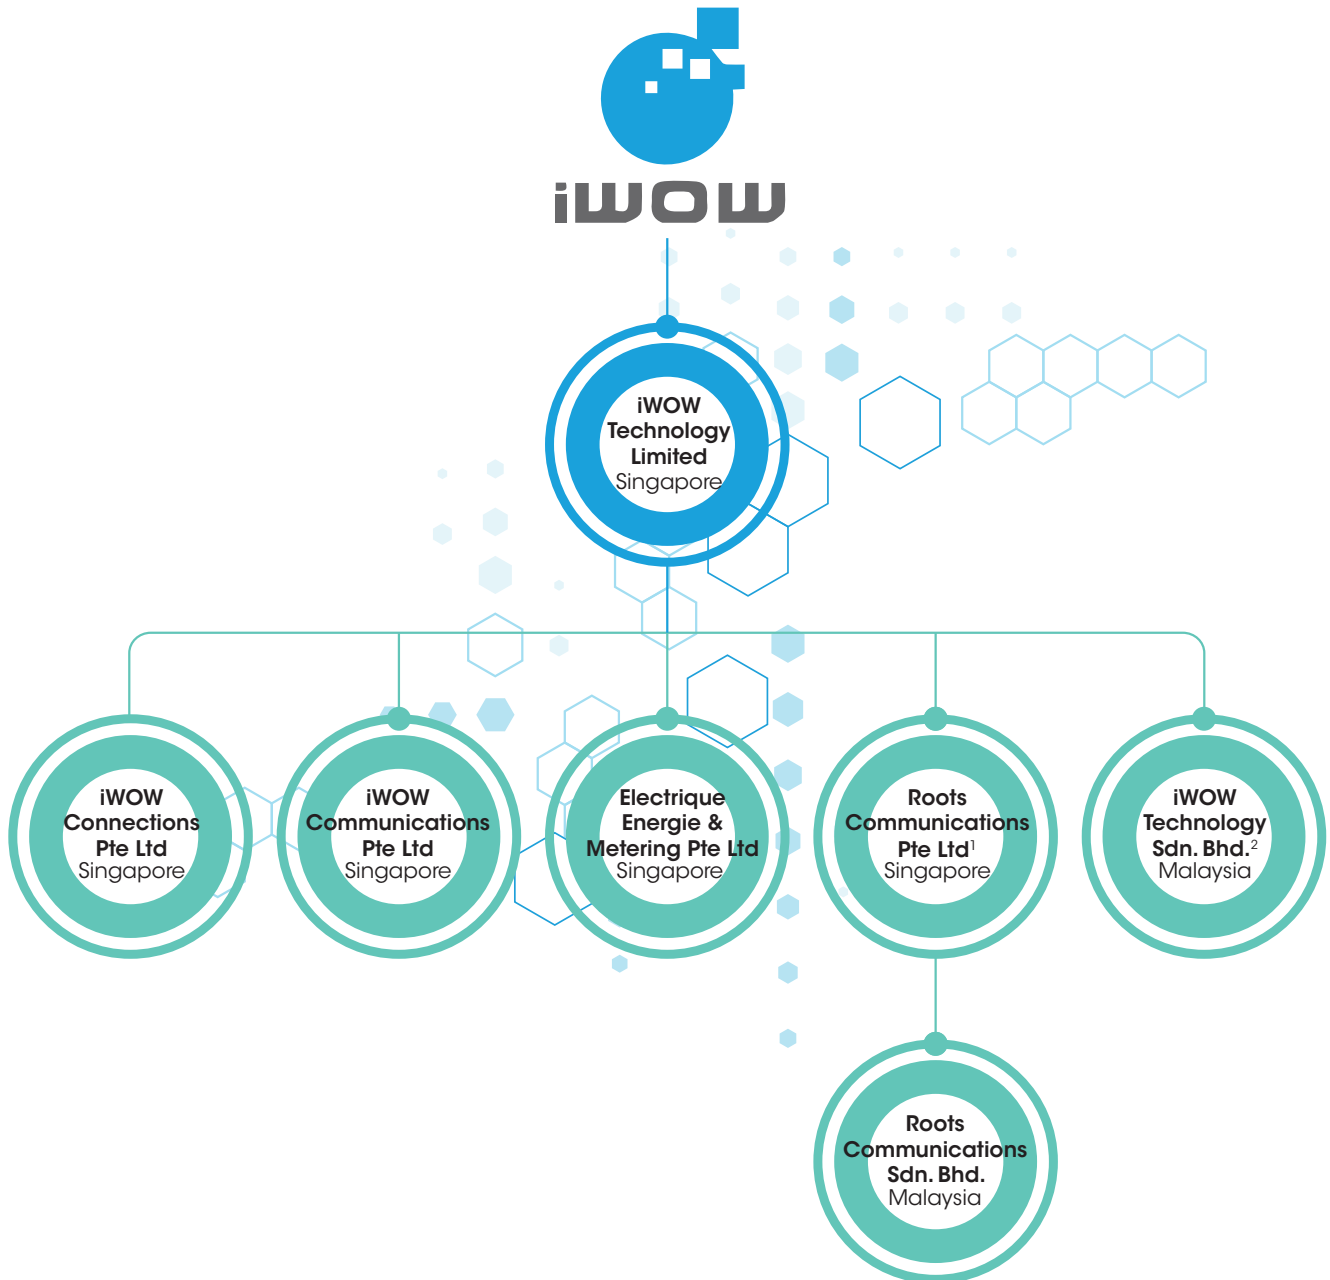 iWOW
iWOW
Technology
Limited
Singapore
iWOW
Connections
Pte Ltd
Singapore
iWOW
Communications
Pte Ltd
Singapore
Electrique
Energie &
Metering Pte Ltd
Singapore
Roots
Communications
Pte Ltd¹
Singapore
iWOW
Technology
Sdn. Bhd.²
Malaysia
Roots
Communications
Sdn. Bhd.
Malaysia